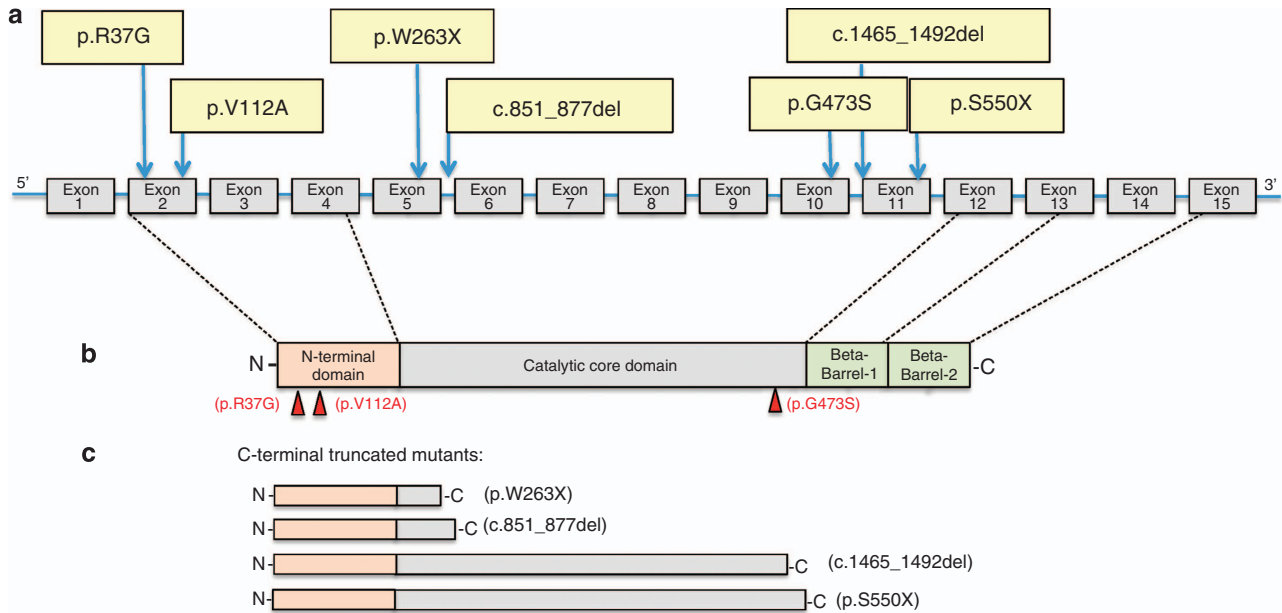 a
p.R37G
p.W263X
c.1465_1492del
p.V112A
c.851_877del
p.G473S
p.S550X
5’
Exon
1
Exon
2
Exon
3
Exon
4
Exon
5
Exon
6
Exon
7
Exon
8
Exon
9
Exon
10
Exon
11
Exon
12
Exon
13
Exon
14
Exon
15
3’
b
N-
N-terminal
domain
Catalytic core domain
Beta-
Barrel-1
Beta-
Barrel-2
-C
(p.R37G)
(p.V112A)
(p.G473S)
c
C-terminal truncated mutants:
N- -C (p.W263X)
N- -C (c.851_877del)
N- -C (c.1465_1492del)
N- -C (p.S550X)